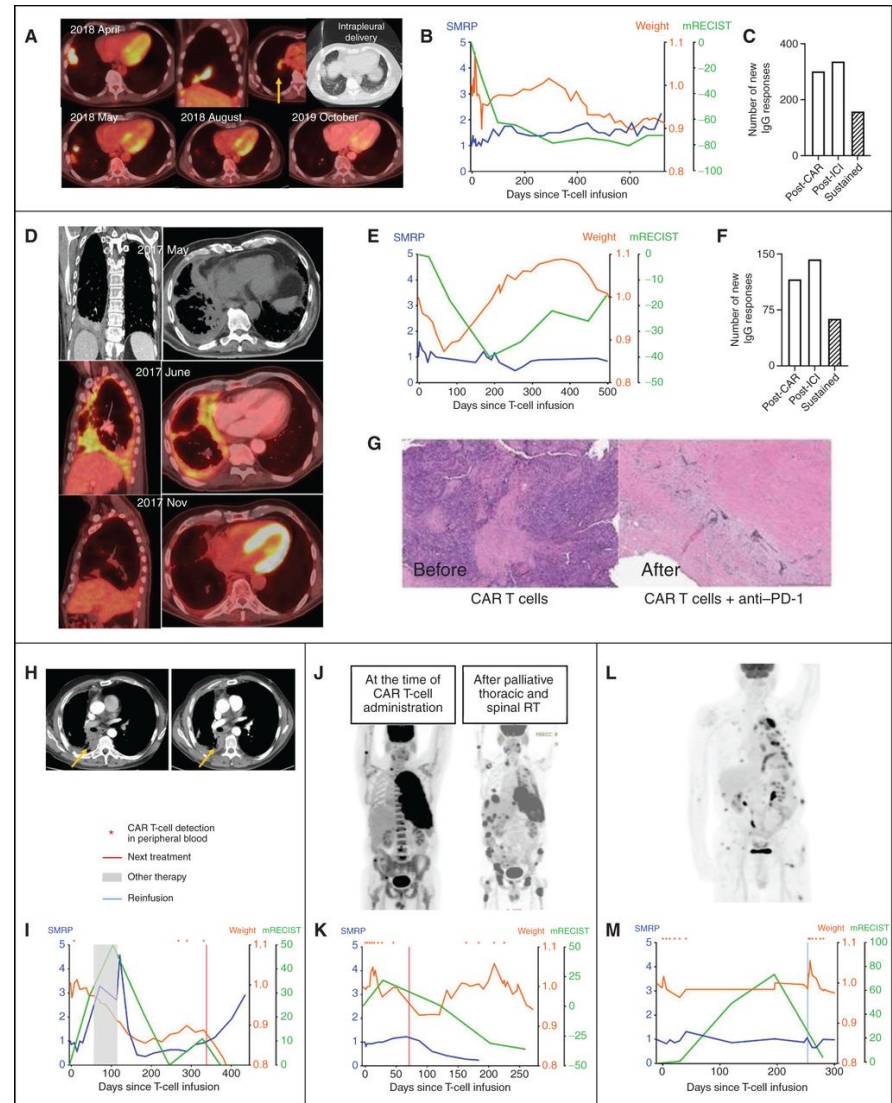 A
2018 April
Intrapleural
delivery
2018 May
2018 August
2019 October
B
SMRP
Weight
mRECIST
5
4
3
2
1
0
1.1
1.0
0.9
0.8
0
–20
–40
–60
–80
–100
0
200
400
600
Days since T-cell infusion
C
Number of new
IgG responses
400
200
0
Post-CAR
Post-ICI
Sustained
D
2017 May
2017 June
2017 Nov
E
SMRP
Weight
mRECIST
5
4
3
2
1
0
1.1
1.0
0.9
0.8
0
–10
–20
–30
–40
–50
0
100
200
300
400
500
Days since T-cell infusion
F
Number of new
IgG responses
150
75
0
Post-CAR
Post-ICI
Sustained
G
Before
After
CAR T cells
CAR T cells + anti–PD-1
H
* CAR T-cell detection
in peripheral blood
Next treatment
Other therapy
Reinfusion
I
SMRP
Weight
mRECIST
5
4
3
2
1
0
1.1
1.0
0.9
0.8
50
40
30
20
10
0
0
100
200
300
400
Days since T-cell infusion
J
At the time of
CAR T-cell
administration
After palliative
thoracic and
spinal RT
K
SMRP
Weight
mRECIST
5
4
3
2
1
0
1.1
1.0
0.9
0.8
50
25
0
–25
–50
0
50
100
150
200
250
Days since T-cell infusion
L
M
SMRP
Weight
mRECIST
5
4
3
2
1
0
1.1
1.0
0.9
0.8
100
80
60
40
20
0
0
100
200
300
Days since T-cell infusion